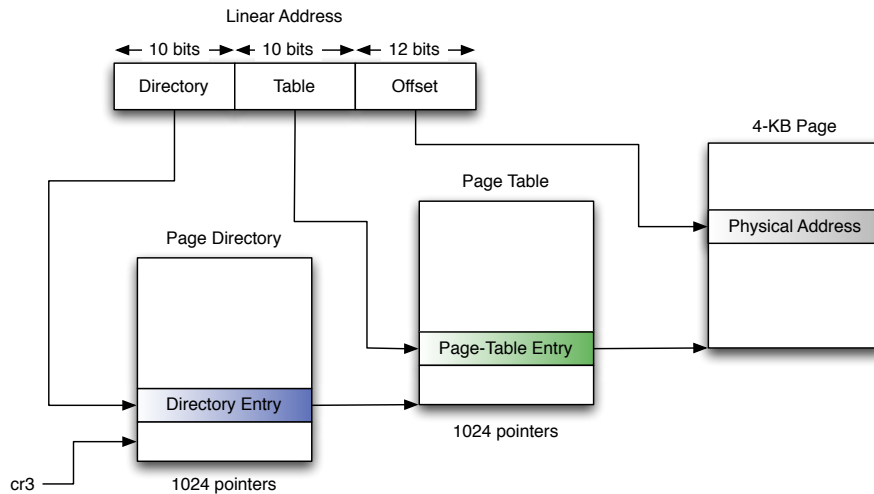 Linear Address
10 bits 10 bits 12 bits
Directory Table Offset
4-KB Page
Page Table
Physical Address
Page Directory
Page-Table Entry
Directory Entry
1024 pointers
cr3
1024 pointers